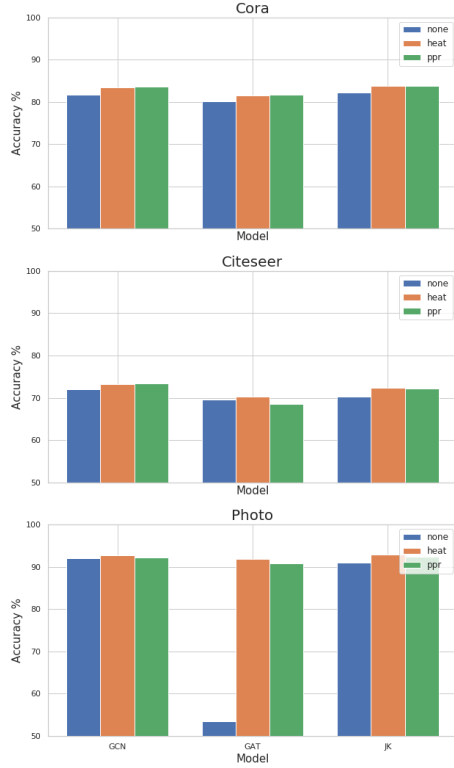 Cora
100
90
80
70
60
50
Accuracy %
none
heat
ppr
Model
Citeseer
100
90
80
70
60
50
Accuracy %
none
heat
ppr
Model
Photo
100
90
80
70
60
50
Accuracy %
none
heat
ppr
GCN GAT JK
Model